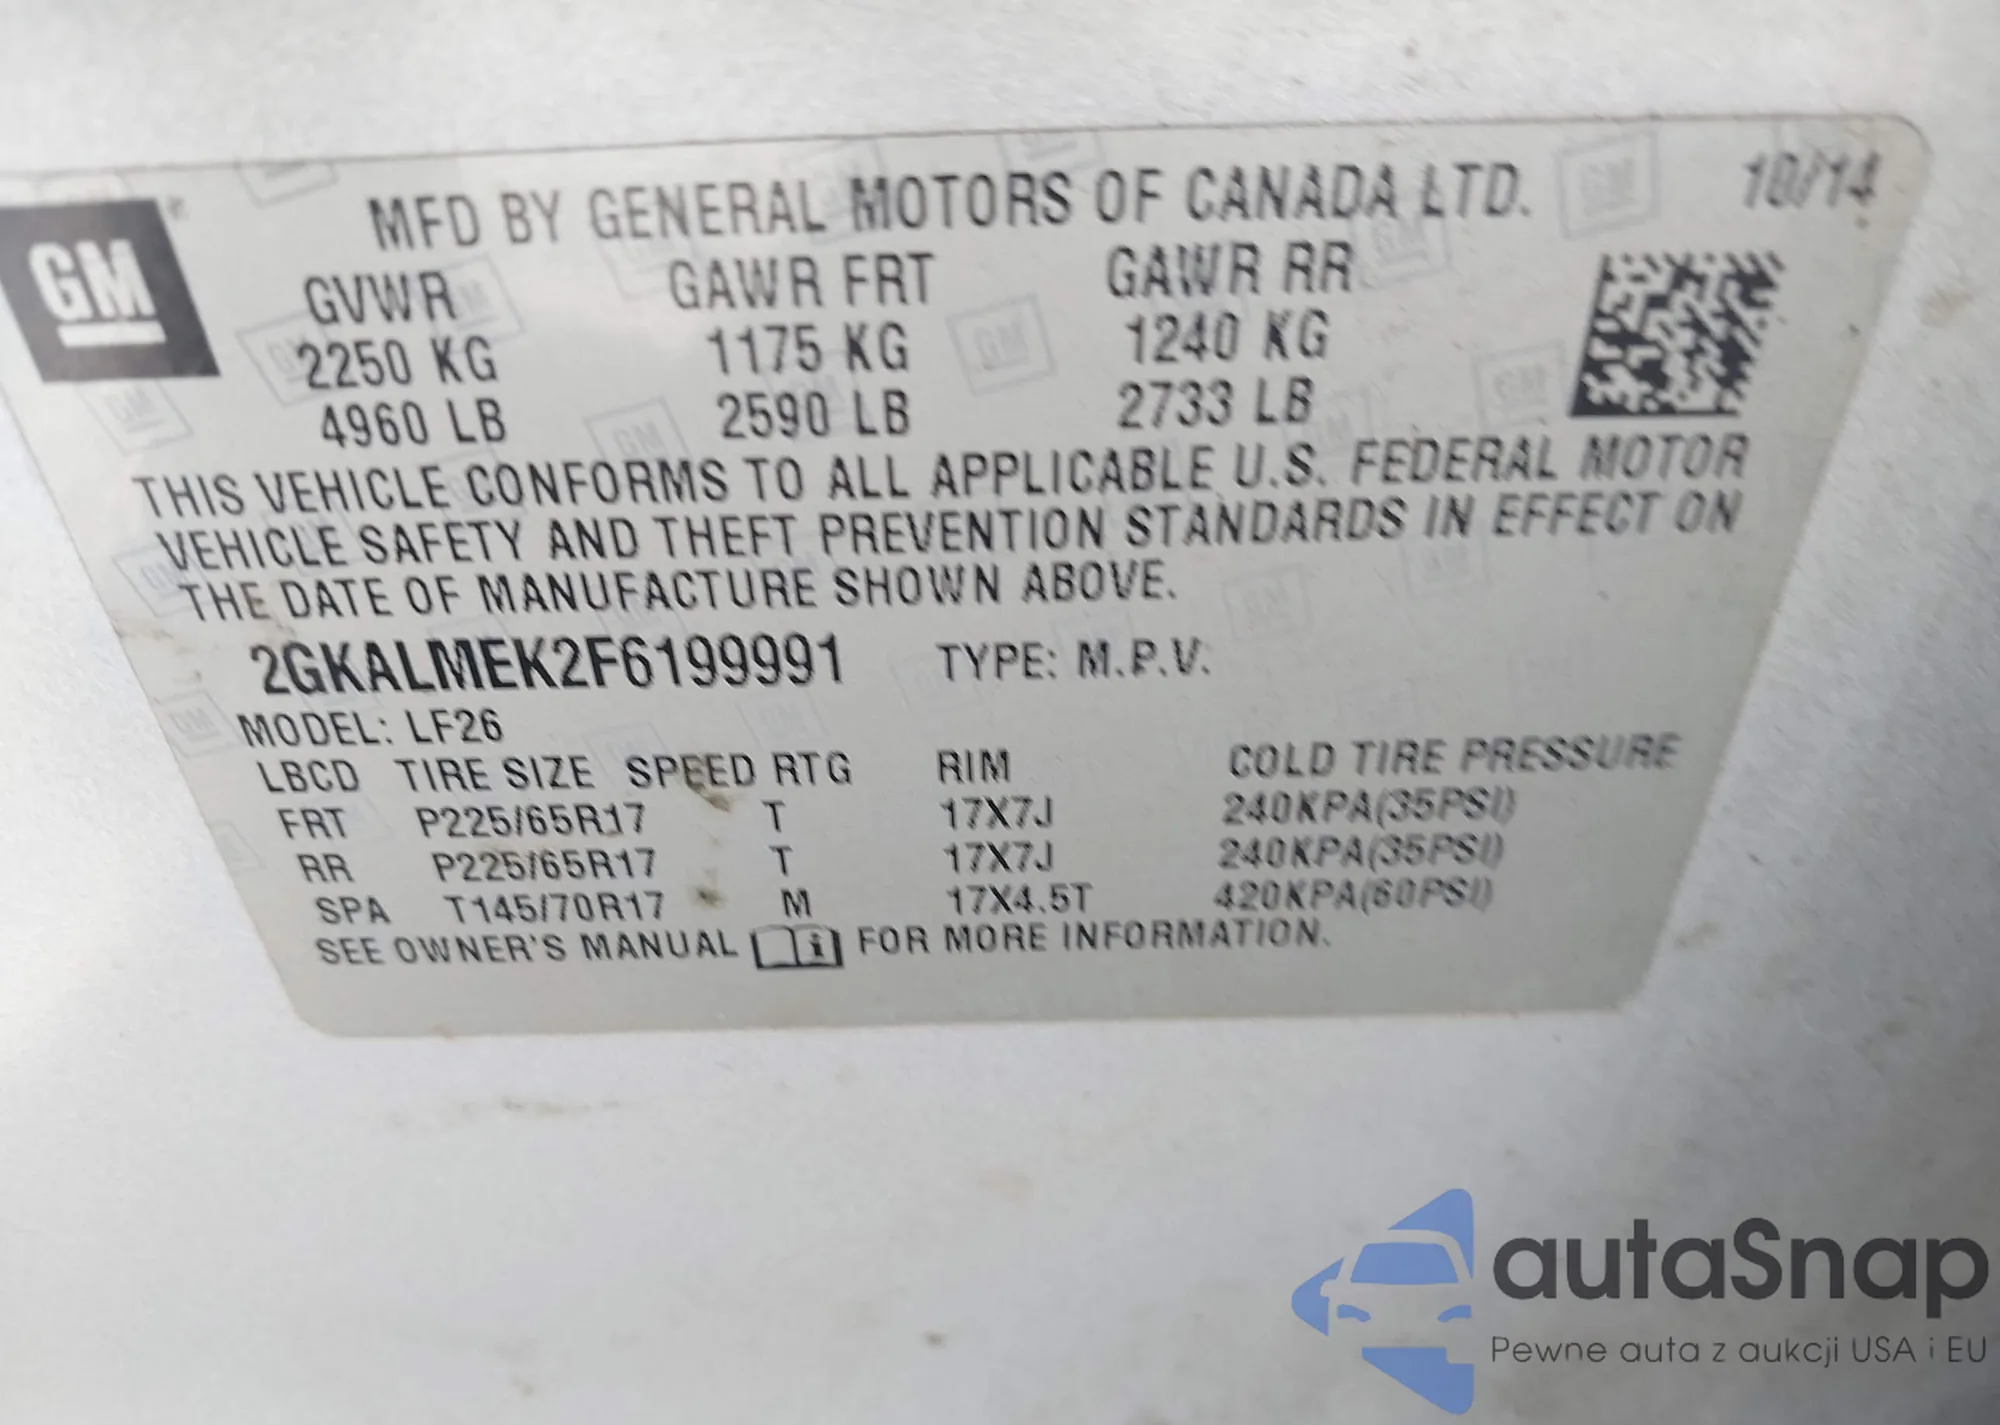 GM
MFD BY GENERAL MOTORS OF CANADA LTD. 10/14
GVWR GAWR FRT GAWR RR
2250 KG 1175 KG 1240 KG
4960 LB 2590 LB 2733 LB
THIS VEHICLE CONFORMS TO ALL APPLICABLE U.S. FEDERAL MOTOR
VEHICLE SAFETY AND THEFT PREVENTION STANDARDS IN EFFECT ON
THE DATE OF MANUFACTURE SHOWN ABOVE.
2GKALMEK2F6199991 TYPE: M.P.V.
MODEL: LF26
LBCD TIRE SIZE SPEED RTG RIM COLD TIRE PRESSURE
FRT P225/65R17 T 17X7J 240KPA(35PSI)
RR P225/65R17 T 17X7J 240KPA(35PSI)
SPA T145/70R17 M 17X4.5T 420KPA(60PSI)
SEE OWNER'S MANUAL i FOR MORE INFORMATION.
autaSnap
Pewne auta z aukcji USA i EU